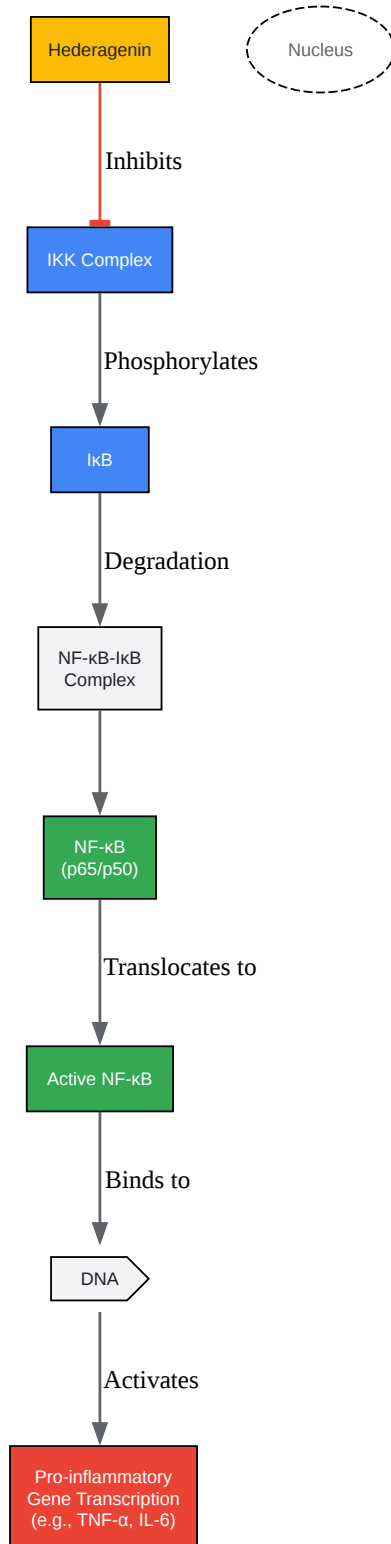 Hederagenin
Nucleus
Inhibits
IKK Complex
Phosphorylates
IκB
Degradation
NF-κB-IκB
Complex
NF-κB
(p65/p50)
Translocates to
Active NF-κB
Binds to
DNA
Activates
Pro-inflammatory
Gene Transcription
(e.g., TNF-α, IL-6)